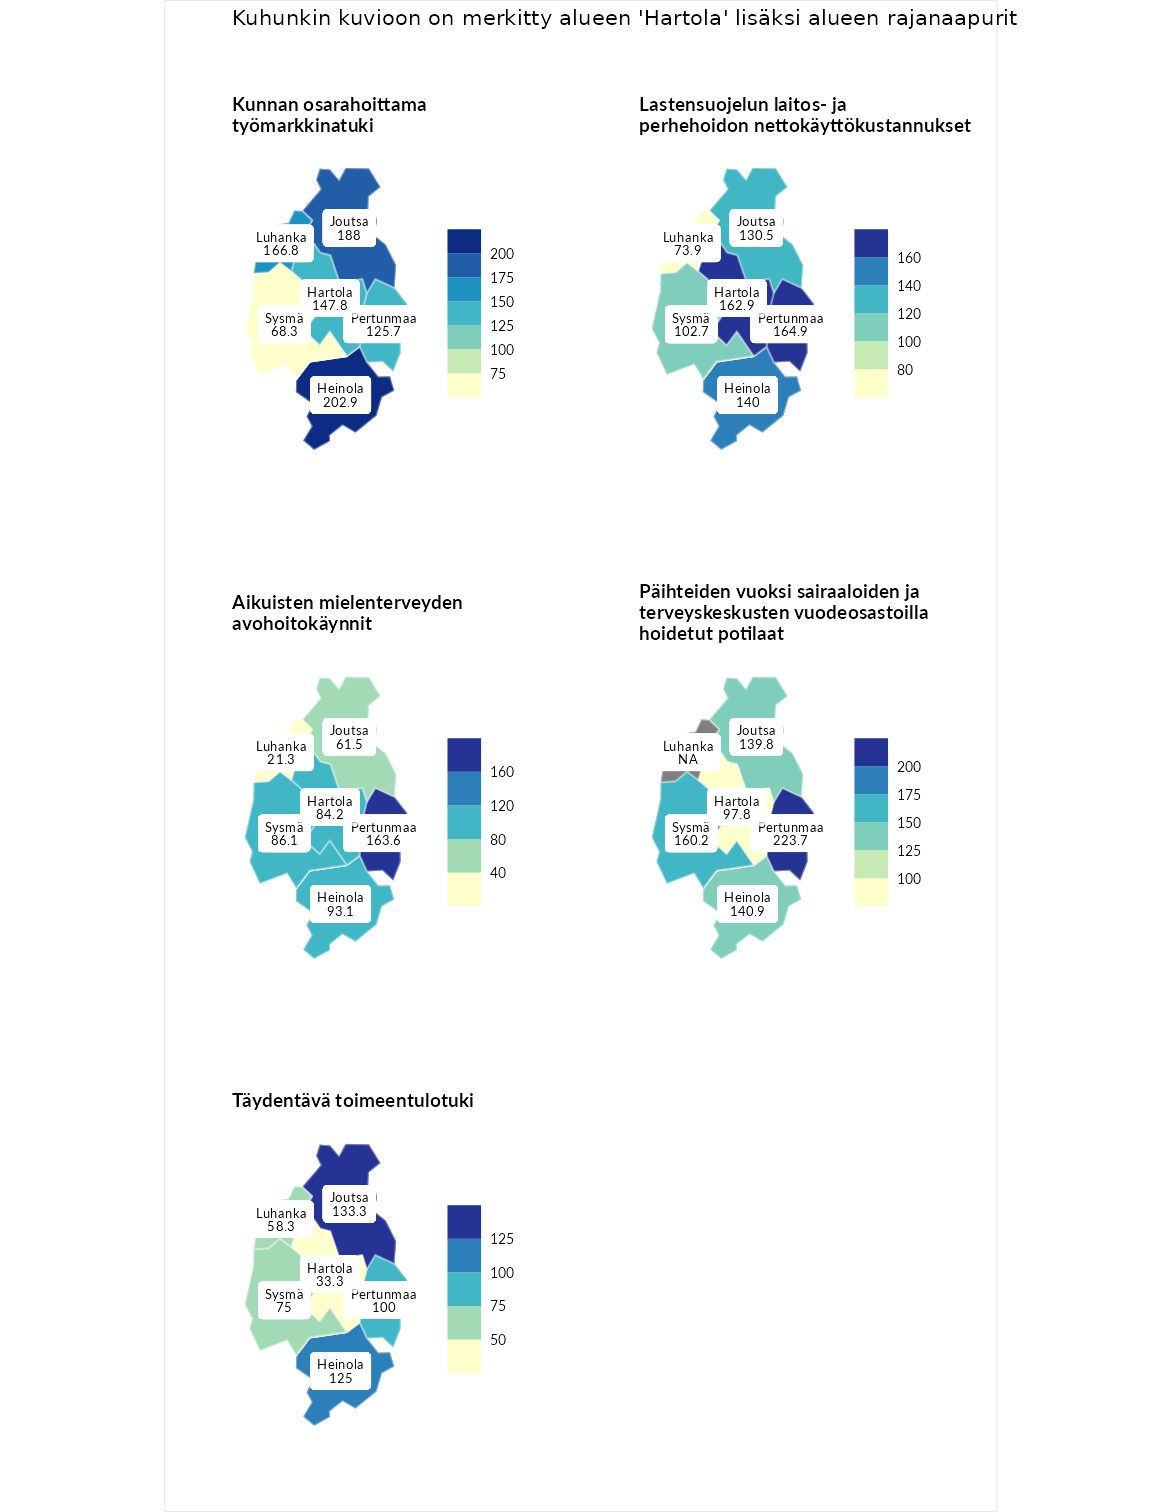 Kuhunkin kuvioon on merkitty alueen 'Hartola' lisäksi alueen rajanaapurit
Kunnan osarahoittama
työmarkkinatuki
Joutsa
188
Luhanka
166.8
Hartola
147.8
Sysmä
68.3
Pertunmaa
125.7
Heinola
202.9
200
175
150
125
100
75
Lastensuojelun laitos- ja
perhehoidon nettokäyttökustannukset
Joutsa
130.5
Luhanka
73.9
Hartola
162.9
Sysmä
102.7
Pertunmaa
164.9
Heinola
140
160
140
120
100
80
Aikuisten mielenterveyden
avohoitokäynnit
Joutsa
61.5
Luhanka
21.3
Hartola
84.2
Sysmä
86.1
Pertunmaa
163.6
Heinola
93.1
160
120
80
40
Päihteiden vuoksi sairaaloiden ja
terveyskeskusten vuodeosastoilla
hoidetut potilaat
Joutsa
139.8
Luhanka
NA
Hartola
97.8
Sysmä
160.2
Pertunmaa
223.7
Heinola
140.9
200
175
150
125
100
Täydentävä toimeentulotuki
Joutsa
133.3
Luhanka
58.3
Hartola
33.3
Sysmä
75
Pertunmaa
100
Heinola
125
125
100
75
50